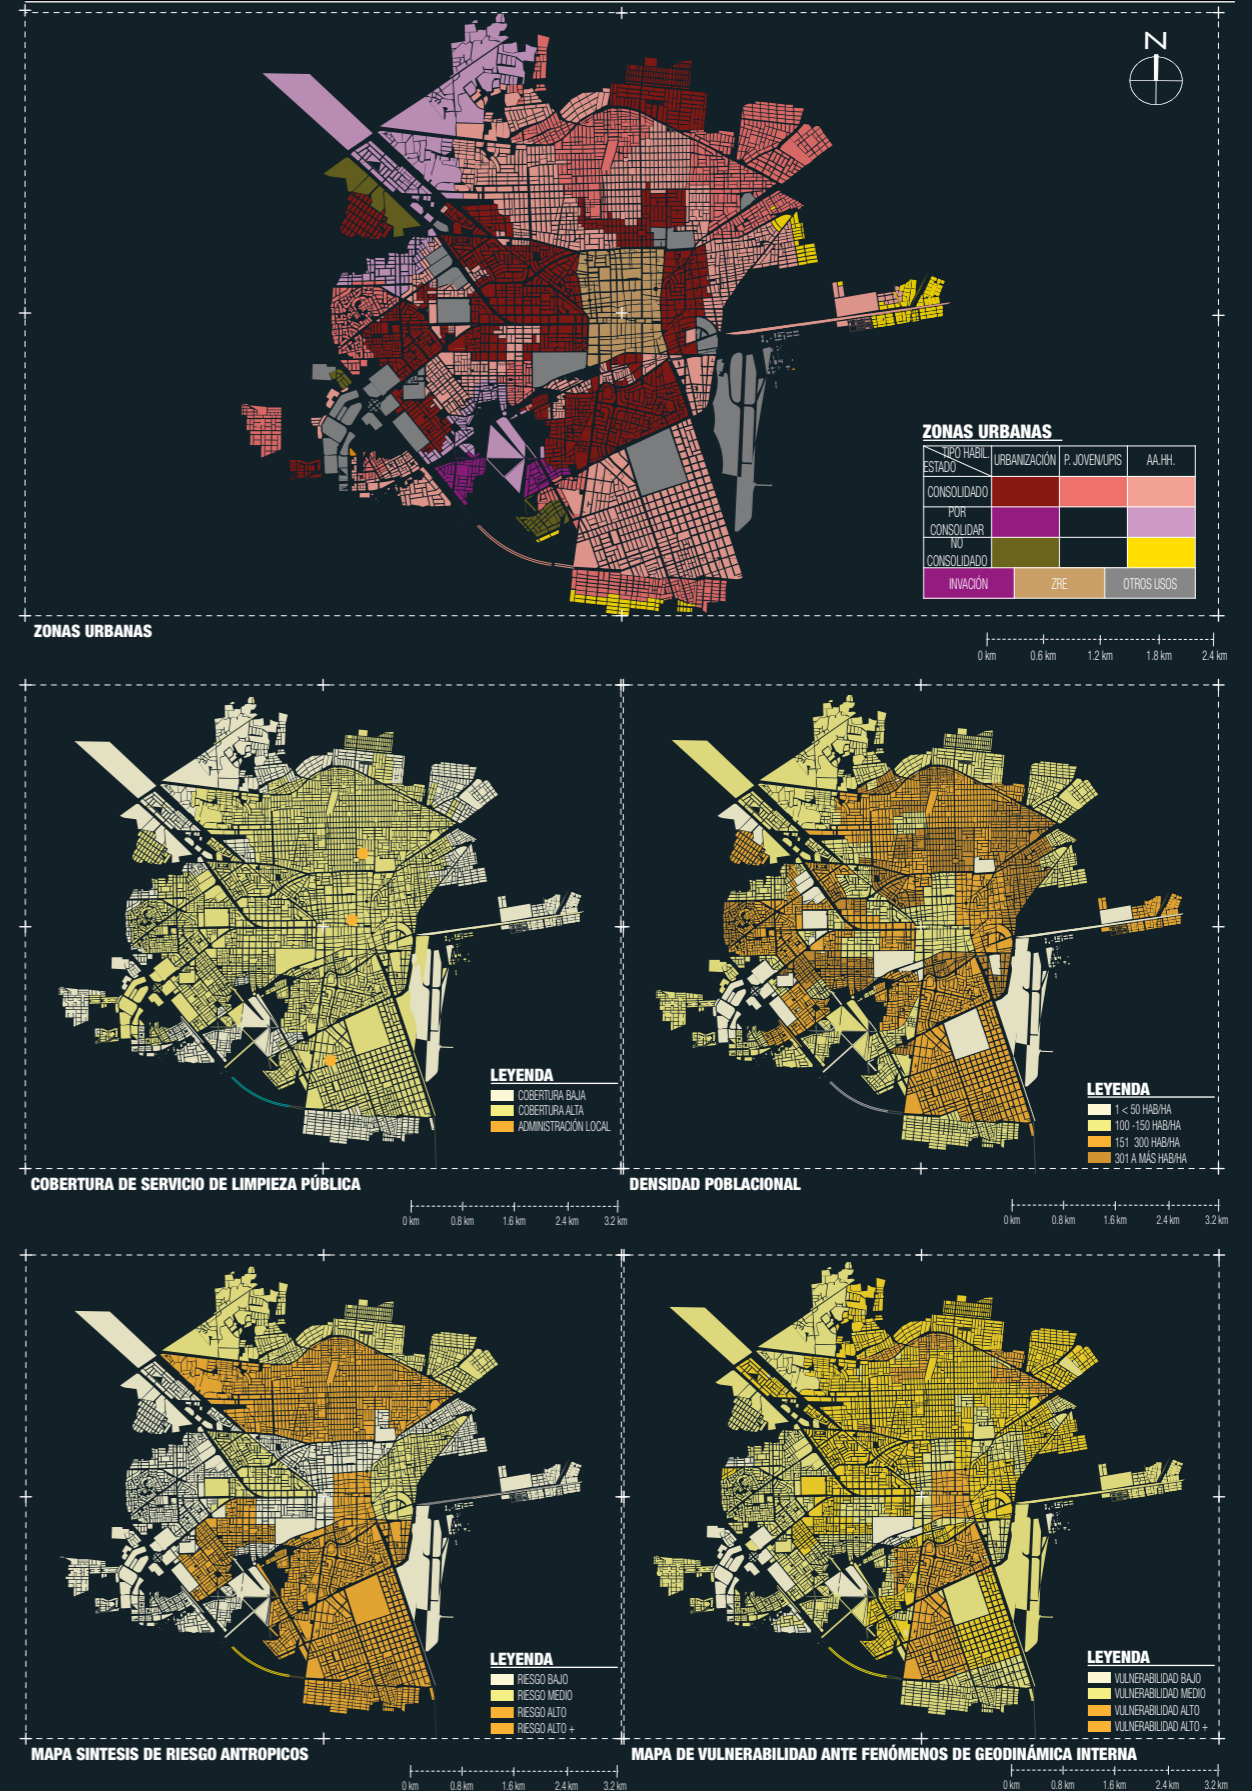 N
ZONAS URBANAS
TIPO HABIL.
ESTADO
URBANIZACIÓN
P. JOVEN/UPIS
AA.HH.
CONSOLIDADO
POR
CONSOLIDAR
NO
CONSOLIDADO
INVACIÓN
ZRE
OTROS USOS
ZONAS URBANAS
0 km 0.6 km 1.2 km 1.8 km 2.4 km
LEYENDA
COBERTURA BAJA
COBERTURA ALTA
ADMINISTRACIÓN LOCAL
COBERTURA DE SERVICIO DE LIMPIEZA PÚBLICA
0 km 0.8 km 1.6 km 2.4 km 3.2 km
LEYENDA
1 < 50 HAB/HA
100 -150 HAB/HA
151 300 HAB/HA
301 A MÁS HAB/HA
DENSIDAD POBLACIONAL
0 km 0.8 km 1.6 km 2.4 km 3.2 km
LEYENDA
RIESGO BAJO
RIESGO MEDIO
RIESGO ALTO
RIESGO ALTO +
MAPA SINTESIS DE RIESGO ANTROPICOS
0 km 0.8 km 1.6 km 2.4 km 3.2 km
LEYENDA
VULNERABILIDAD BAJO
VULNERABILIDAD MEDIO
VULNERABILIDAD ALTO
VULNERABILIDAD ALTO +
MAPA DE VULNERABILIDAD ANTE FENÓMENOS DE GEODINÁMICA INTERNA
0 km 0.8 km 1.6 km 2.4 km 3.2 km